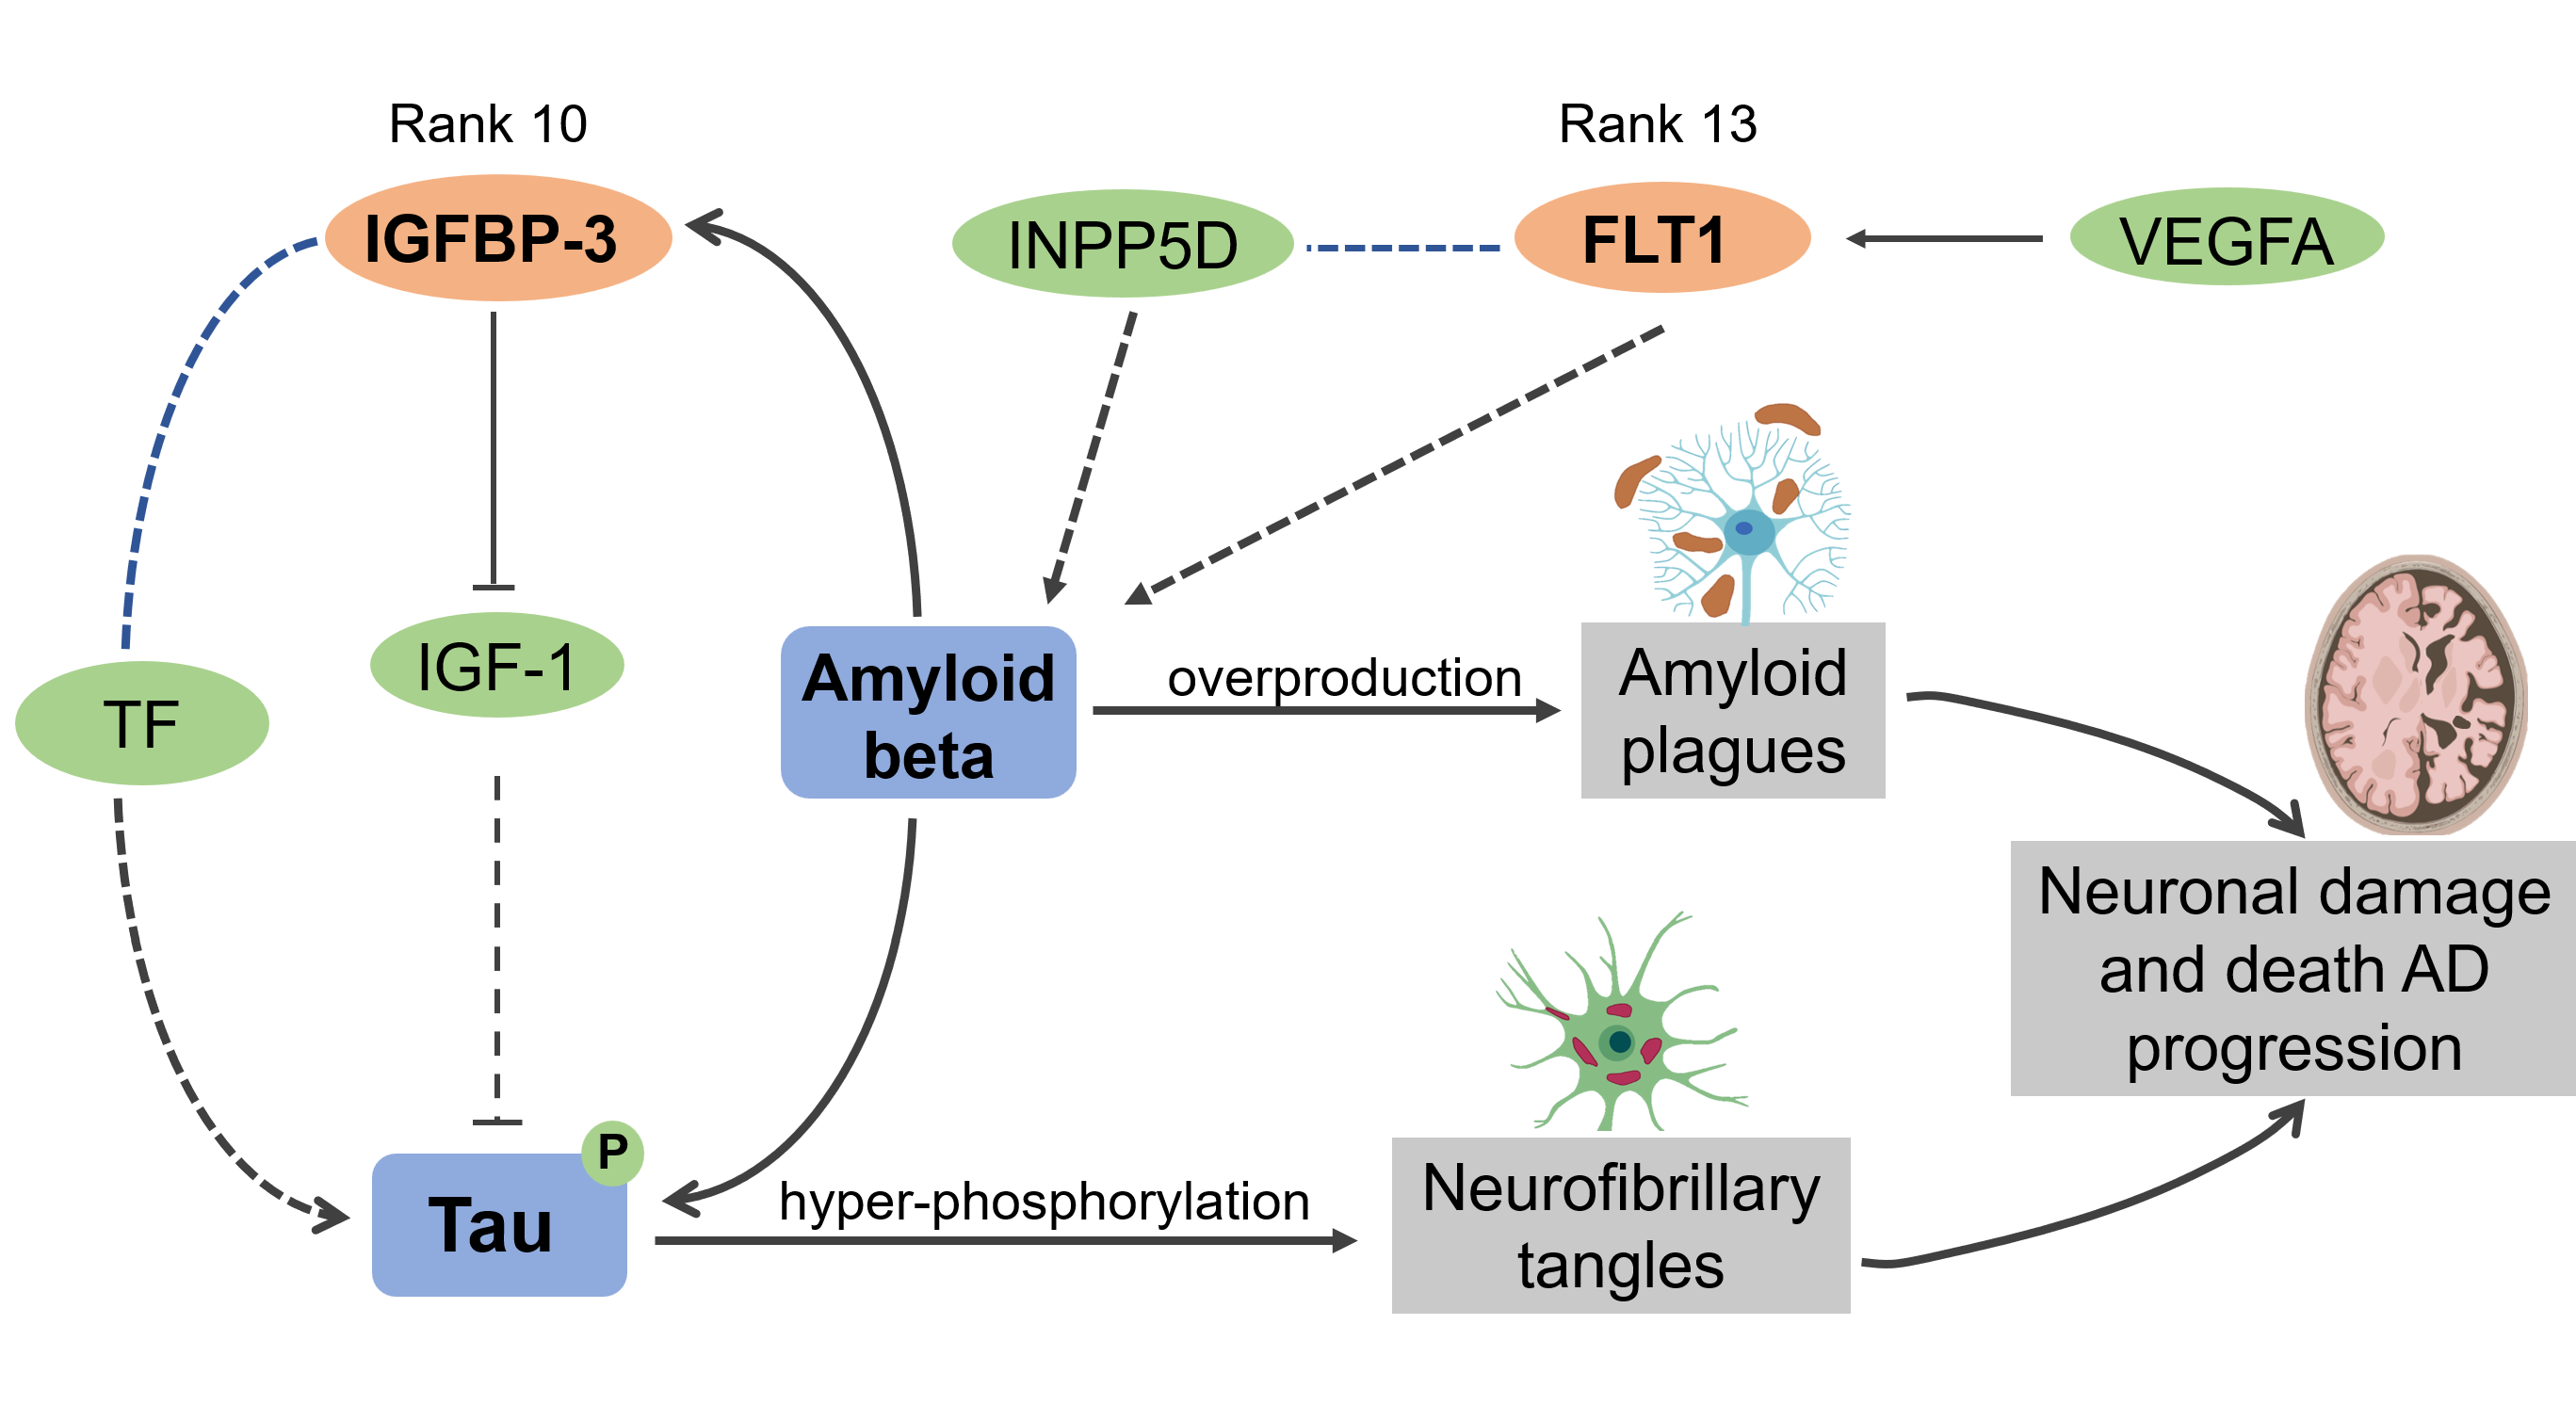 Rank 10
Rank 13
IGFBP-3
INPP5D
FLT1
VEGFA
IGF-1
TF
Amyloid
beta
overproduction
Amyloid
plagues
Neuronal damage
and death AD
progression
P
Tau
hyper-phosphorylation
Neurofibrillary
tangles